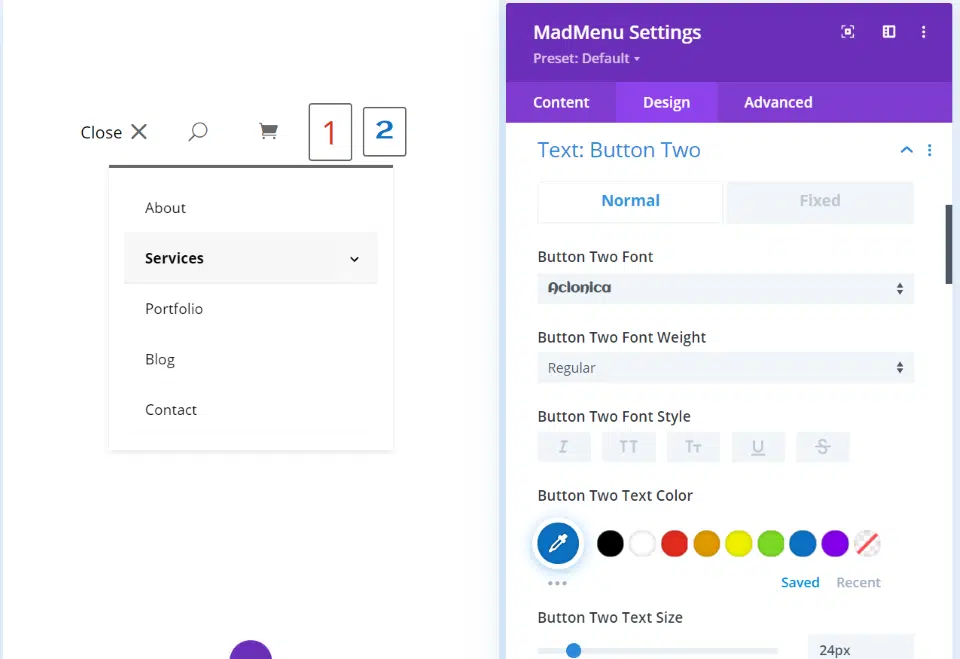 MadMenu Settings
Preset: Default
Content Design Advanced
Close
1
2
About
Services
Portfolio
Blog
Contact
Text: Button Two
Normal Fixed
Button Two Font
Aclonica
Button Two Font Weight
Regular
Button Two Font Style
I TT Tт U S
Button Two Text Color
Saved Recent
Button Two Text Size
24px